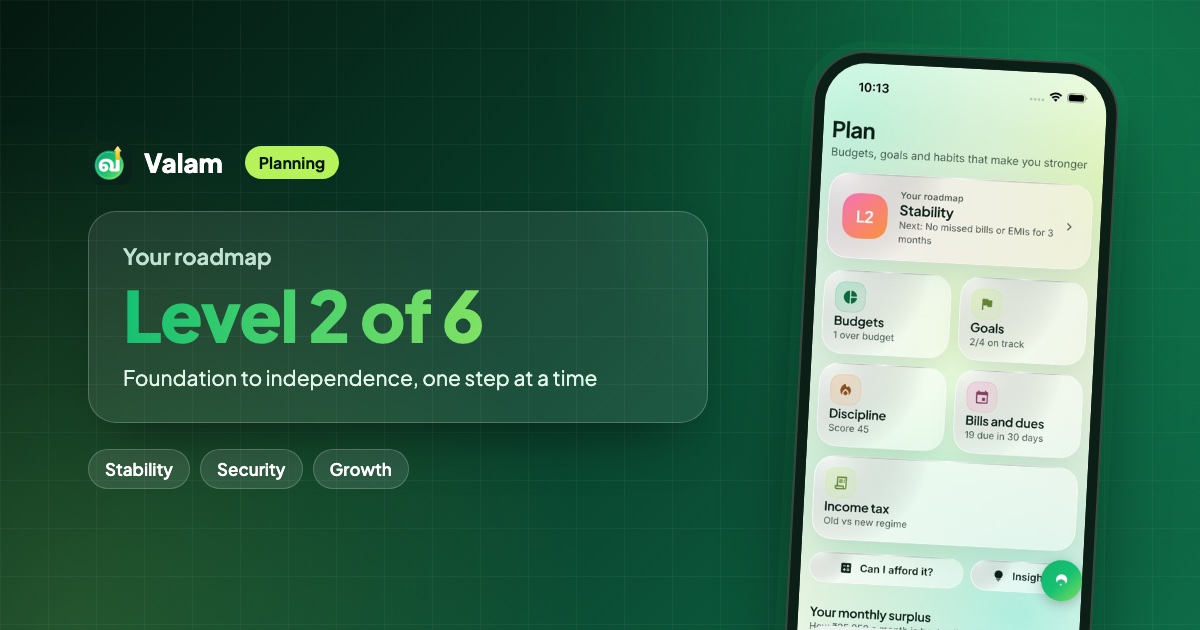 வ
Valam
Planning
Your roadmap
Level 2 of 6
Foundation to independence, one step at a time
Stability
Security
Growth
10:13
Plan
Budgets, goals and habits that make you stronger
L2
Your roadmap
Stability
Next: No missed bills or EMIs for 3
months
Budgets
1 over budget
Goals
2/4 on track
Discipline
Score 45
Bills and dues
19 due in 30 days
Income tax
Old vs new regime
Can I afford it?
Your monthly surplus